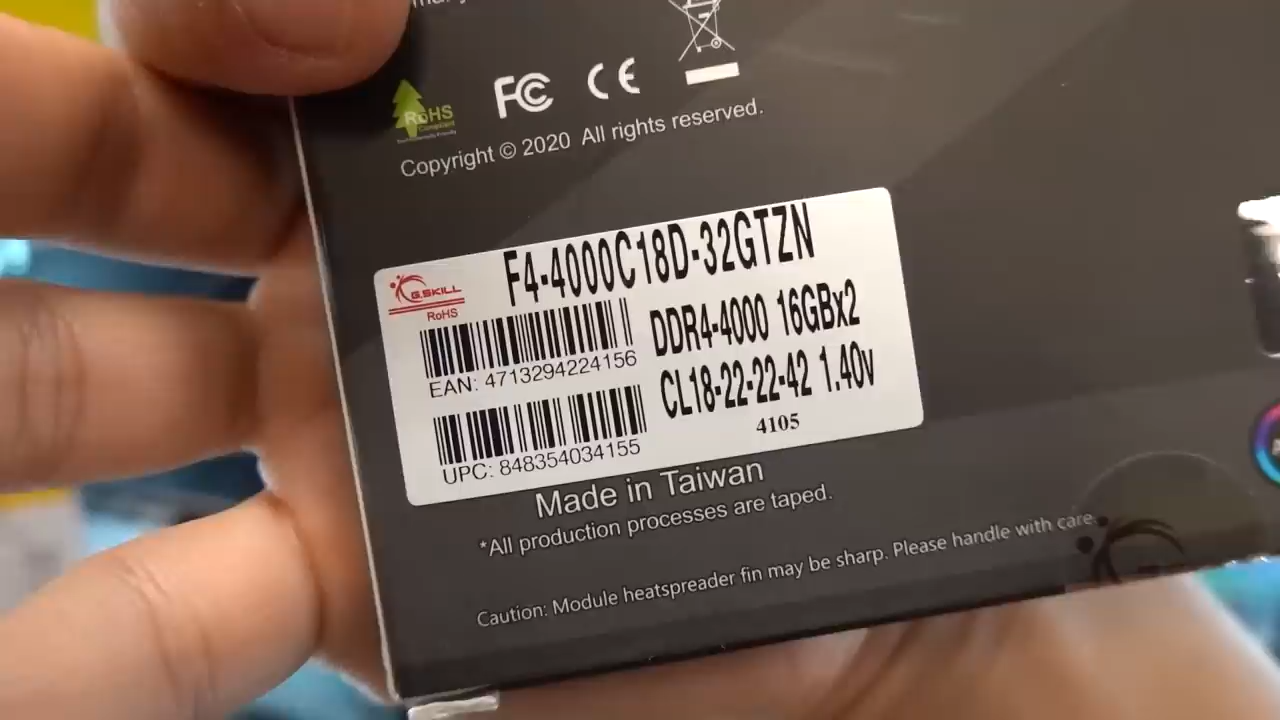 RoHS
Compliant
FC CE
Copyright © 2020 All rights reserved.
F4-4000C18D-32GTZN
G.SKILL
RoHS
DDR4-4000 16GBx2
EAN: 4713294224156
CL18-22-22-42 1.40v
4105
UPC: 848354034155
Made in Taiwan
*All production processes are taped.
Caution: Module heatspreader fin may be sharp. Please handle with care.